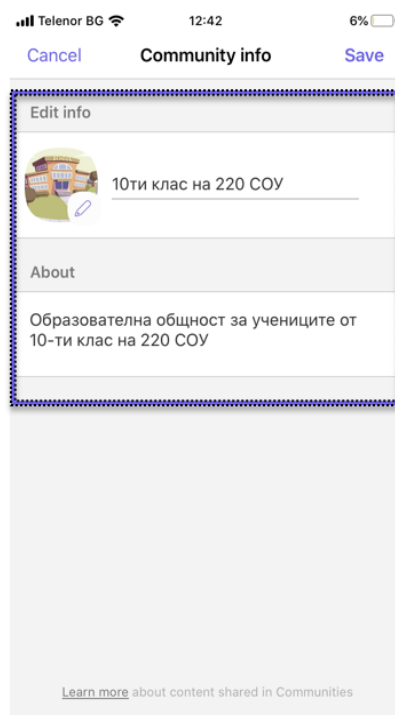 Telenor BG 12:42 6%
Cancel Community info Save
Edit info
10ти клас на 220 СОУ
About
Образователна общност за учениците от
10-ти клас на 220 СОУ
Learn more about content shared in Communities